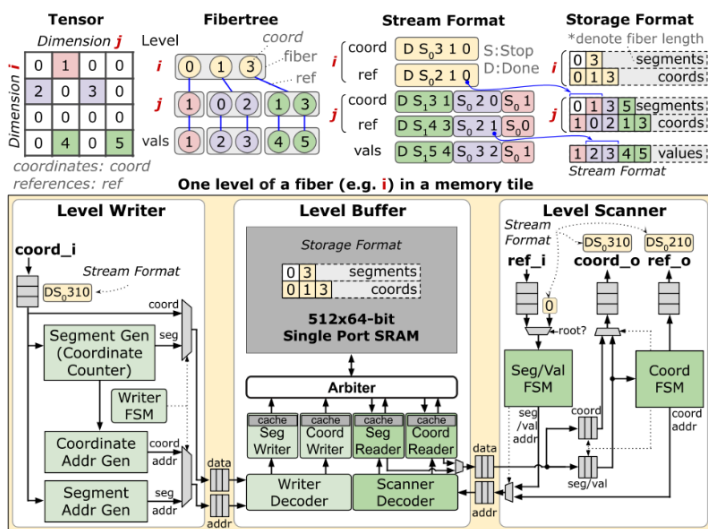 Tensor
Dimension j
Dimension i
0 1 0 0
2 0 3 0
0 0 0 0
0 4 0 5
coordinates: coord
references: ref
Fibertree
Level
coord
fiber
ref
i 0 1 3
j 1 0 2 1 3
vals 1 2 3 4 5
Stream Format
S:Stop
D:Done
i
coord D S0 3 1 0
ref D S0 2 1 0
j
coord D S1 3 1 S0 2 0 S0 1
ref D S1 4 3 S0 2 1 S0 0
vals D S1 5 4 S0 3 2 S0 1
Storage Format
*denote fiber length
i
0 3 segments
0 1 3 coords
j
0 1 3 5 segments
1 0 2 1 3 coords
1 2 3 4 5 values
Stream Format
One level of a fiber (e.g. i) in a memory tile
Level Writer
coord_i
Stream Format
DS0310
coord
Segment Gen
(Coordinate
Counter)
seg
Writer
FSM
Coordinate
Addr Gen
coord
addr
Segment
Addr Gen
seg
addr
data
addr
Level Buffer
Storage Format
0 3 segments
0 1 3 coords
512x64-bit
Single Port SRAM
Arbiter
cache cache cache cache
Seg
Writer
Coord
Writer
Seg
Reader
Coord
Reader
Writer
Decoder
Scanner
Decoder
data
addr
Level Scanner
Stream
Format
DS0310
DS0210
ref_i
coord_o
ref_o
0
root?
Seg/Val
FSM
Coord
FSM
seg
/val
addr
coord
coord
addr
seg/val